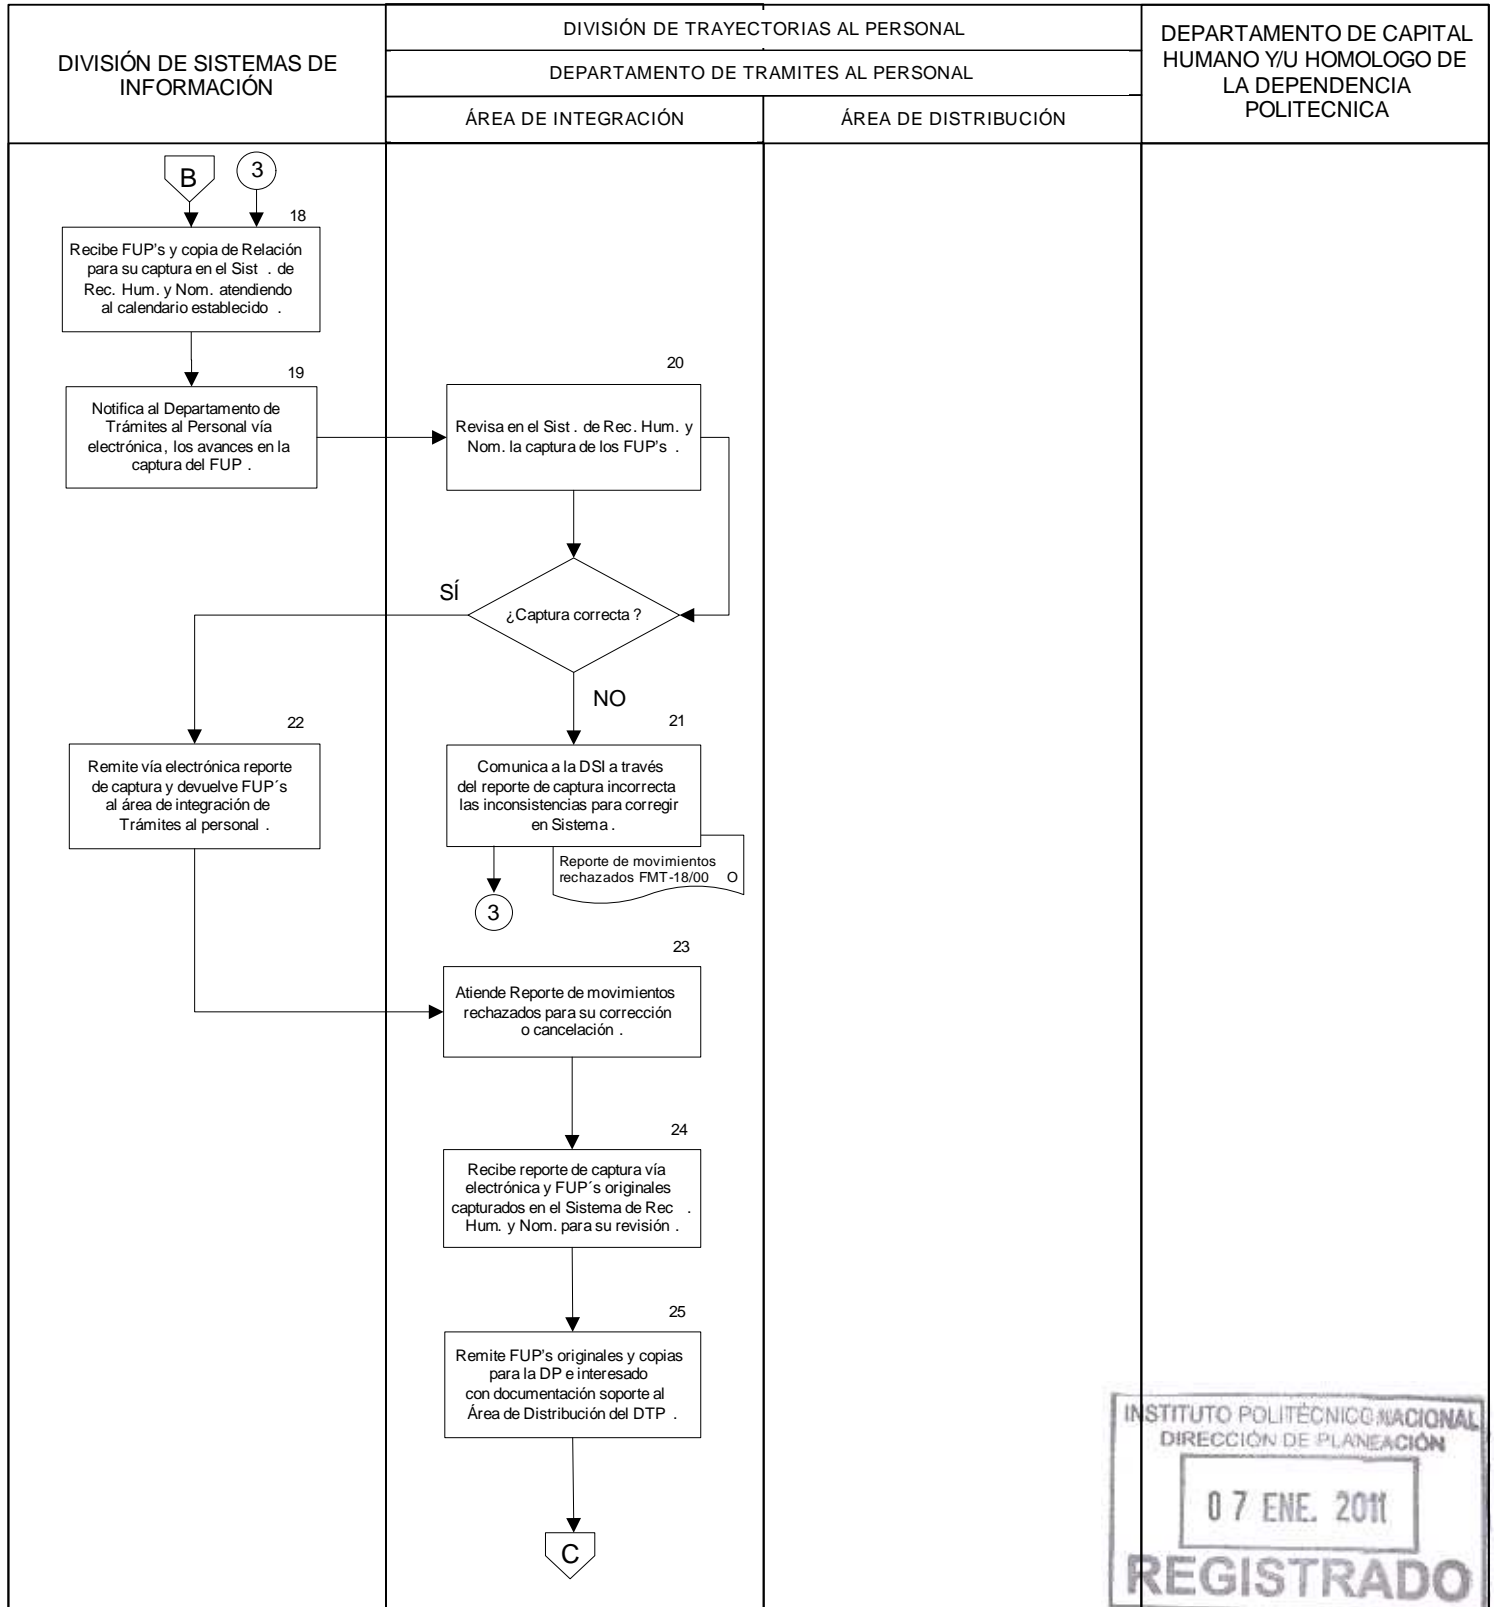 DIVISIÓN DE SISTEMAS DE
INFORMACIÓN
DIVISIÓN DE TRAYECTORIAS AL PERSONAL
DEPARTAMENTO DE TRAMITES AL PERSONAL
ÁREA DE INTEGRACIÓN
ÁREA DE DISTRIBUCIÓN
DEPARTAMENTO DE CAPITAL
HUMANO Y/U HOMOLOGO DE
LA DEPENDENCIA
POLITECNICA
B
3
18
Recibe FUP's y copia de Relación
para su captura en el Sist . de
Rec. Hum. y Nom. atendiendo
al calendario establecido .
19
Notifica al Departamento de
Trámites al Personal vía
electrónica, los avances en la
captura del FUP .
20
Revisa en el Sist . de Rec. Hum. y
Nom. la captura de los FUP's .
¿Captura correcta ?
SÍ
NO
21
Comunica a la DSI a través
del reporte de captura incorrecta
las inconsistencias para corregir
en Sistema .
Reporte de movimientos
rechazados FMT-18/00 O
3
22
Remite vía electrónica reporte
de captura y devuelve FUP´s
al área de integración de
Trámites al personal .
23
Atiende Reporte de movimientos
rechazados para su corrección
o cancelación .
24
Recibe reporte de captura vía
electrónica y FUP´s originales
capturados en el Sistema de Rec .
Hum. y Nom. para su revisión .
25
Remite FUP's originales y copias
para la DP e interesado
con documentación soporte al
Área de Distribución del DTP .
C
INSTITUTO POLITÉCNICO NACIONAL
DIRECCIÓN DE PLANEACIÓN
0 7 ENE. 2011
REGISTRADO